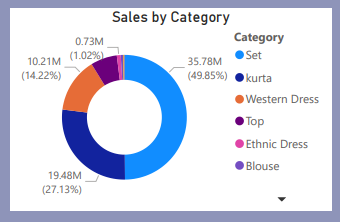 Sales by Category
0.73M
(1.02%)
10.21M
(14.22%)
35.78M
(49.85%)
19.48M
(27.13%)
Category
Set
kurta
Western Dress
Top
Ethnic Dress
Blouse